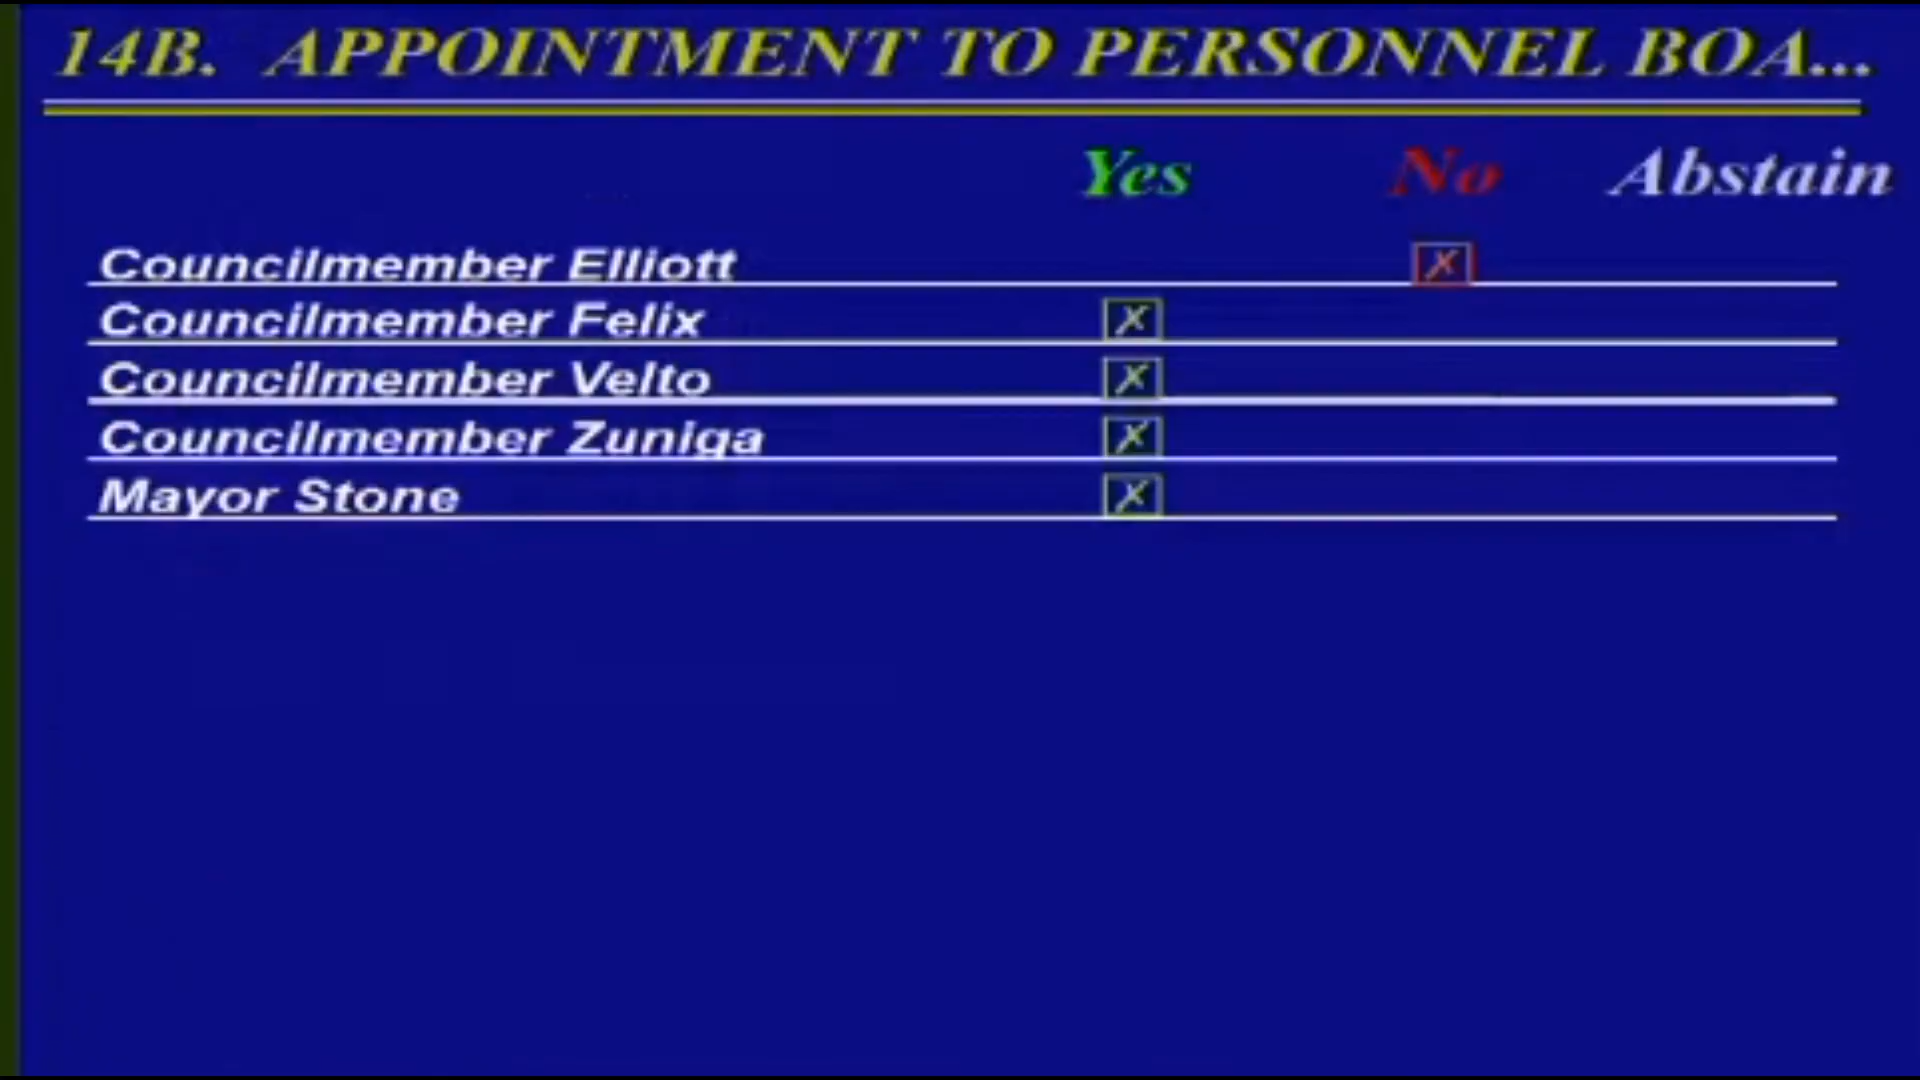 14B. APPOINTMENT TO PERSONNEL BOA...
Yes No Abstain
Councilmember Elliott X
Councilmember Felix X
Councilmember Velto X
Councilmember Zuniga X
Mayor Stone X